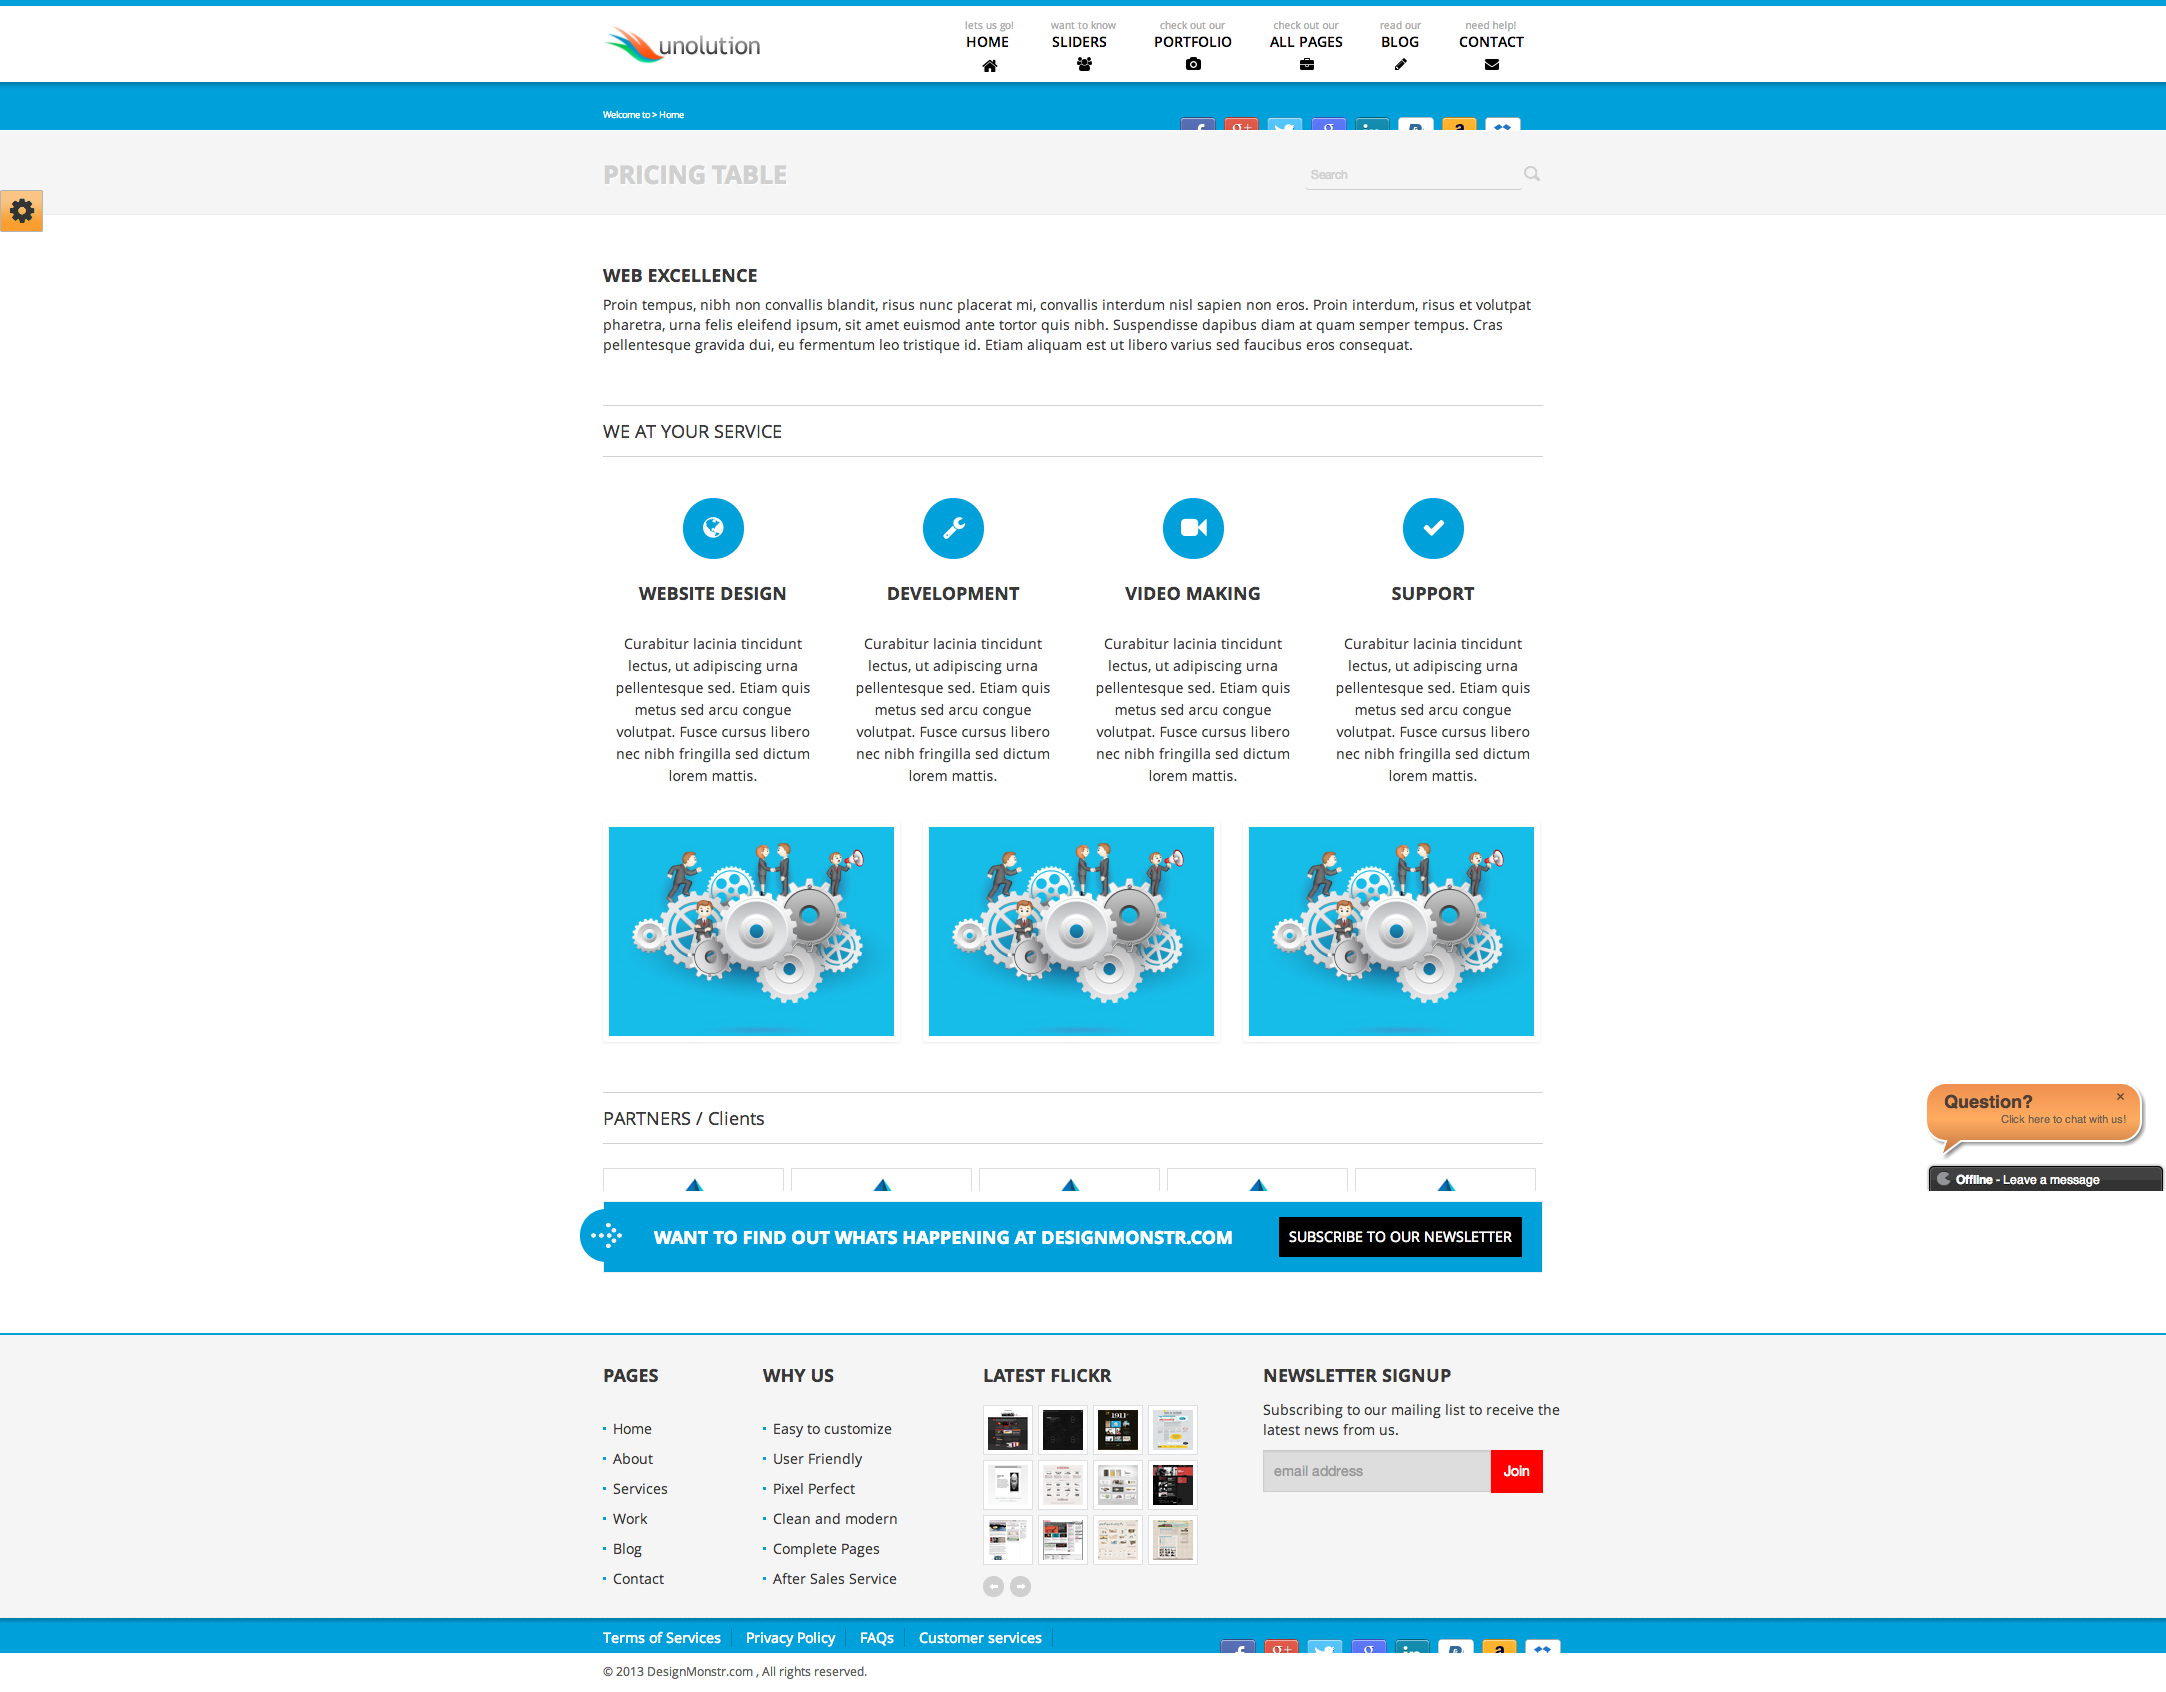 unolution
lets us go! want to know check out our check out our read our need help!
HOME SLIDERS PORTFOLIO ALL PAGES BLOG CONTACT
Welcome to > Home
PRICING TABLE
Search
WEB EXCELLENCE
Proin tempus, nibh non convallis blandit, risus nunc placerat mi, convallis interdum nisl sapien non eros. Proin interdum, risus et volutpat
pharetra, urna felis eleifend ipsum, sit amet euismod ante tortor quis nibh. Suspendisse dapibus diam at quam semper tempus. Cras
pellentesque gravida dui, eu fermentum leo tristique id. Etiam aliquam est ut libero varius sed faucibus eros consequat.
WE AT YOUR SERVICE
WEBSITE DESIGN
Curabitur lacinia tincidunt
lectus, ut adipiscing urna
pellentesque sed. Etiam quis
metus sed arcu congue
volutpat. Fusce cursus libero
nec nibh fringilla sed dictum
lorem mattis.
DEVELOPMENT
Curabitur lacinia tincidunt
lectus, ut adipiscing urna
pellentesque sed. Etiam quis
metus sed arcu congue
volutpat. Fusce cursus libero
nec nibh fringilla sed dictum
lorem mattis.
VIDEO MAKING
Curabitur lacinia tincidunt
lectus, ut adipiscing urna
pellentesque sed. Etiam quis
metus sed arcu congue
volutpat. Fusce cursus libero
nec nibh fringilla sed dictum
lorem mattis.
SUPPORT
Curabitur lacinia tincidunt
lectus, ut adipiscing urna
pellentesque sed. Etiam quis
metus sed arcu congue
volutpat. Fusce cursus libero
nec nibh fringilla sed dictum
lorem mattis.
PARTNERS / Clients
Question?
Click here to chat with us!
Offline - Leave a message
WANT TO FIND OUT WHATS HAPPENING AT DESIGNMONSTR.COM
SUBSCRIBE TO OUR NEWSLETTER
PAGES
Home
About
Services
Work
Blog
Contact
WHY US
Easy to customize
User Friendly
Pixel Perfect
Clean and modern
Complete Pages
After Sales Service
LATEST FLICKR
NEWSLETTER SIGNUP
Subscribing to our mailing list to receive the
latest news from us.
email address
Join
Terms of Services Privacy Policy FAQs Customer services
© 2013 DesignMonstr.com , All rights reserved.